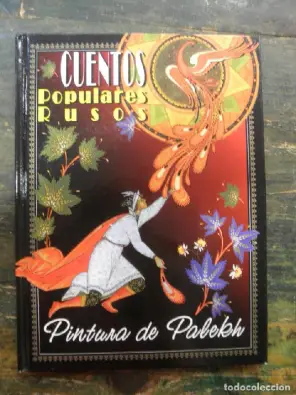 CUENTOS
Populares
Rusos
Pintura de Palekh
todocoleccion